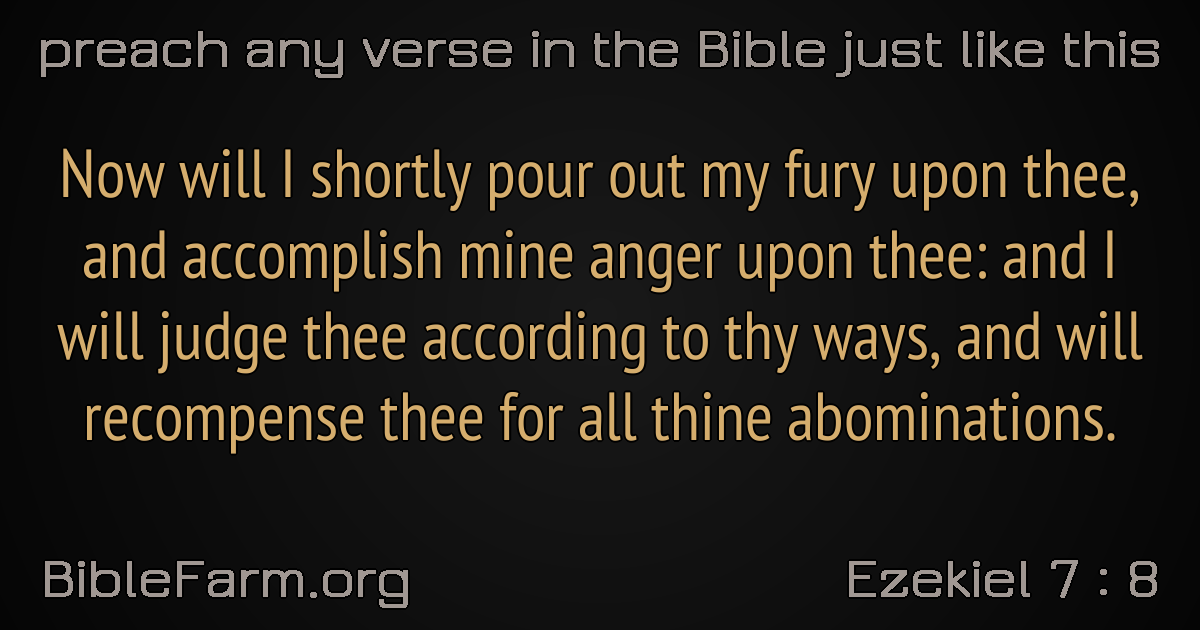 preach any verse in the Bible just like this
Now will I shortly pour out my fury upon thee,
and accomplish mine anger upon thee: and I
will judge thee according to thy ways, and will
recompense thee for all thine abominations.
BibleFarm.org
Ezekiel 7 : 8